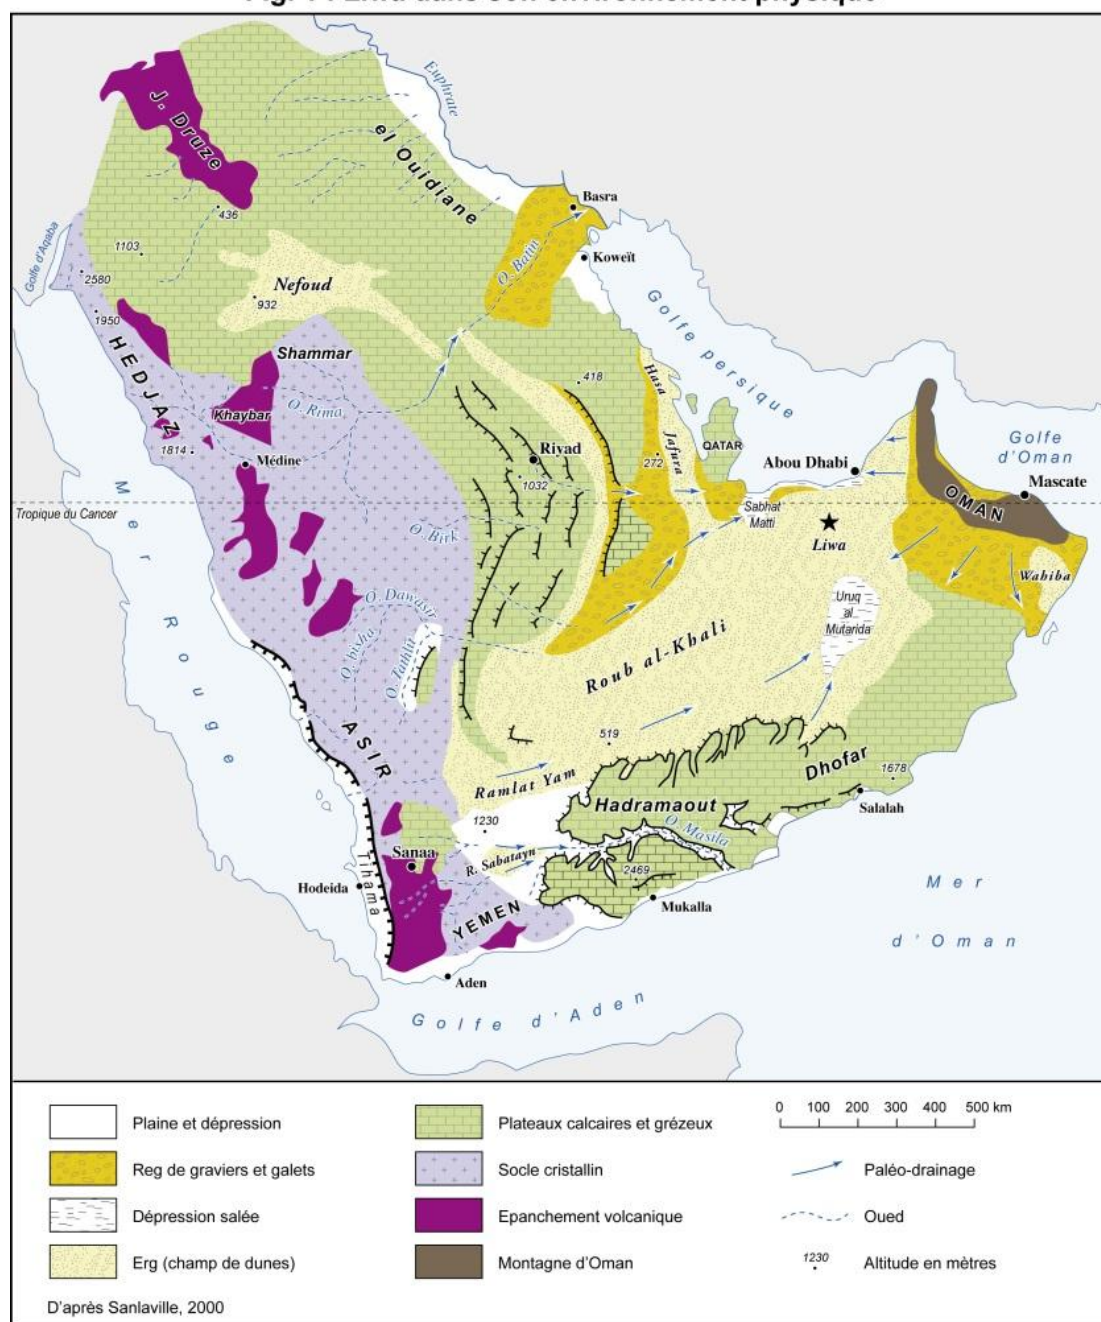 Fig. 1 : Liwa dans son environnement physique
J. Druze
Euphrate
el Ouidiane
436
Basra
Golfe d'Aqaba
1103
2580
Nefoud
932
O. Batin
Koweït
1950
HEDJAZ
Shammar
Golfe persique
418
Hasa
Khaybar
O. Rima
1814
Médine
Riyad
1032
272
Jafura
QATAR
Abou Dhabi
Golfe
d'Oman
Mascate
OMAN
Mer Rouge
Tropique du Cancer
Sabhat
Matti
Liwa
O. Birk
Wahiba
O. Dawasir
O. bisha
O. Tathlu
Uruq
al
Mutarida
Roub al-Khali
ASIR
519
Ramlat Yam
Dhofar
1678
Salalah
Hadramaout
1230
O. Masila
Sanaa
R. Sabatayn
2469
Tihama
Hodeida
YEMEN
Mukalla
Mer
d'Oman
Aden
Golfe d'Aden
Plaine et dépression
Plateaux calcaires et grézeux
0 100 200 300 400 500 km
Reg de graviers et galets
Socle cristallin
Paléo-drainage
Dépression salée
Epanchement volcanique
Oued
Erg (champ de dunes)
Montagne d'Oman
1230
Altitude en mètres
D'après Sanlaville, 2000